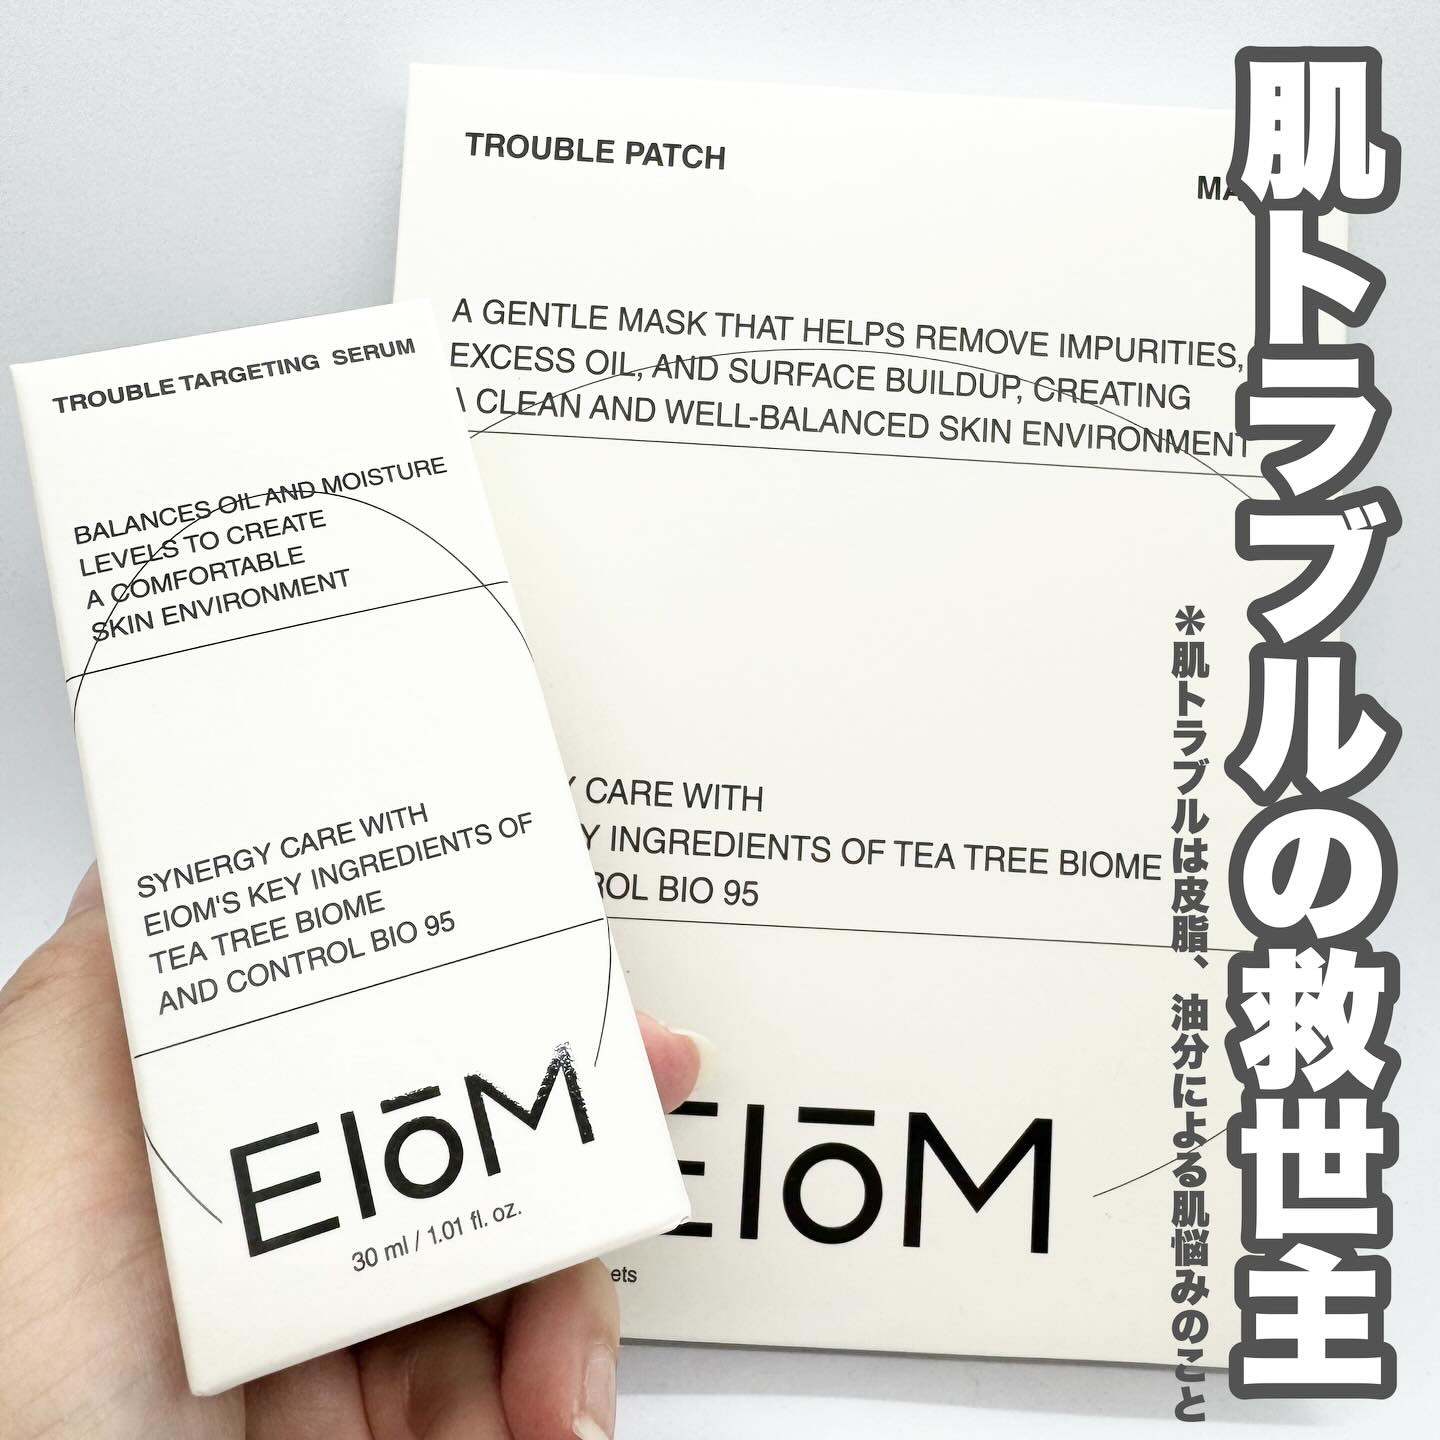 肌トラブルの救世主
＊肌トラブルは皮脂、油分による肌悩みのこと
TROUBLE PATCH
A GENTLE MASK THAT HELPS REMOVE IMPURITIES,
EXCESS OIL, AND SURFACE BUILDUP, CREATING
CLEAN AND WELL-BALANCED SKIN ENVIRONMENT
CARE WITH
INGREDIENTS OF TEA TREE BIOME
BIO 95
EIōM
TROUBLE TARGETING SERUM
BALANCES OIL AND MOISTURE
LEVELS TO CREATE
A COMFORTABLE
SKIN ENVIRONMENT
SYNERGY CARE WITH
EIOM'S KEY INGREDIENTS OF
TEA TREE BIOME
AND CONTROL BIO 95
EIōM
30 ml / 1.01 fl. oz.